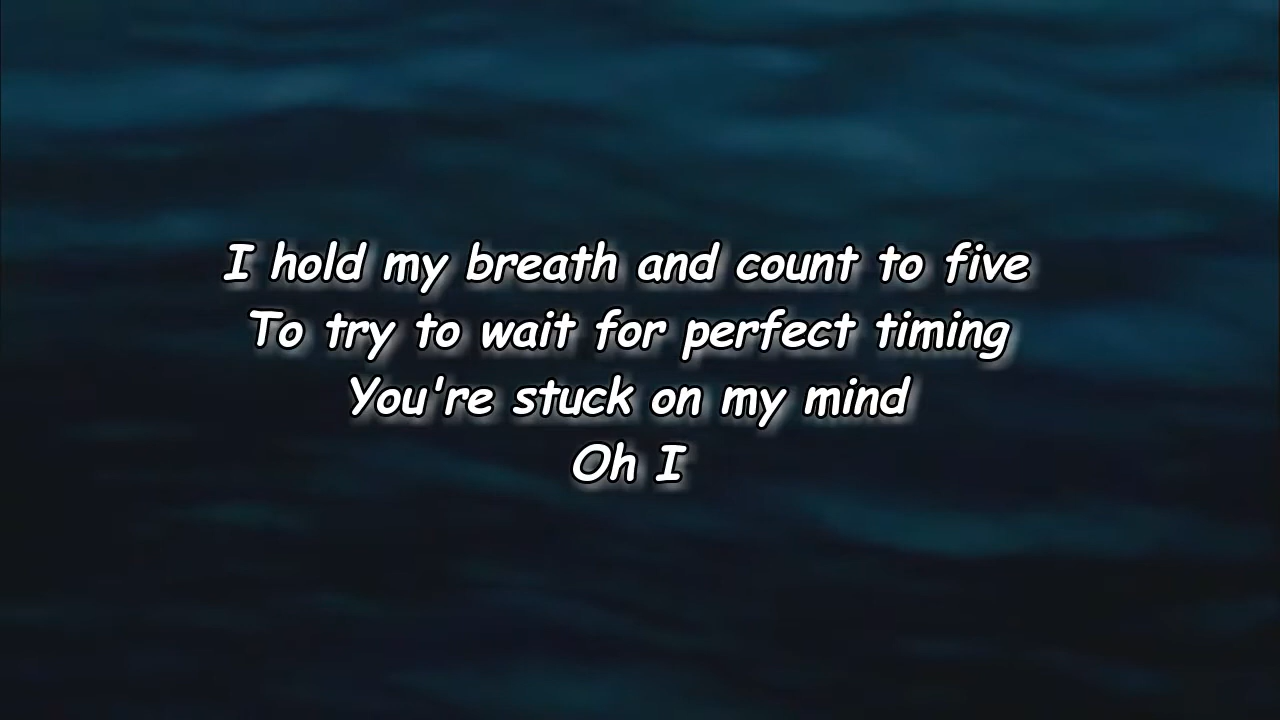 I hold my breath and count to five
To try to wait for perfect timing
You're stuck on my mind
Oh I